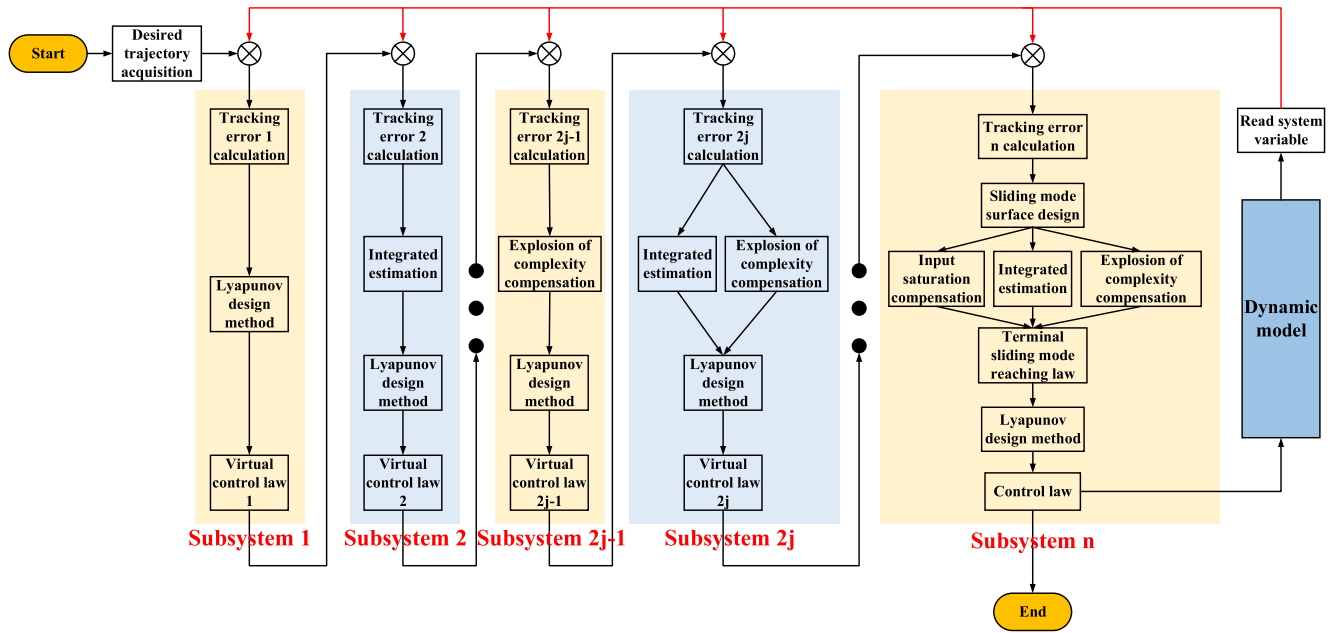 Start
Desired
trajectory
acquisition
Tracking
error 1
calculation
Lyapunov
design
method
Virtual
control law
1
Subsystem 1
Tracking
error 2
calculation
Integrated
estimation
Lyapunov
design
method
Virtual
control law
2
Subsystem 2
Tracking
error 2j-1
calculation
Explosion of
complexity
compensation
Lyapunov
design
method
Virtual
control law
2j-1
Subsystem 2j-1
Tracking
error 2j
calculation
Integrated
estimation
Explosion of
complexity
compensation
Lyapunov
design
method
Virtual
control law
2j
Subsystem 2j
Tracking error
n calculation
Sliding mode
surface design
Input
saturation
compensation
Integrated
estimation
Explosion of
complexity
compensation
Terminal
sliding mode
reaching law
Lyapunov
design method
Control law
Subsystem n
End
Read system
variable
Dynamic
model